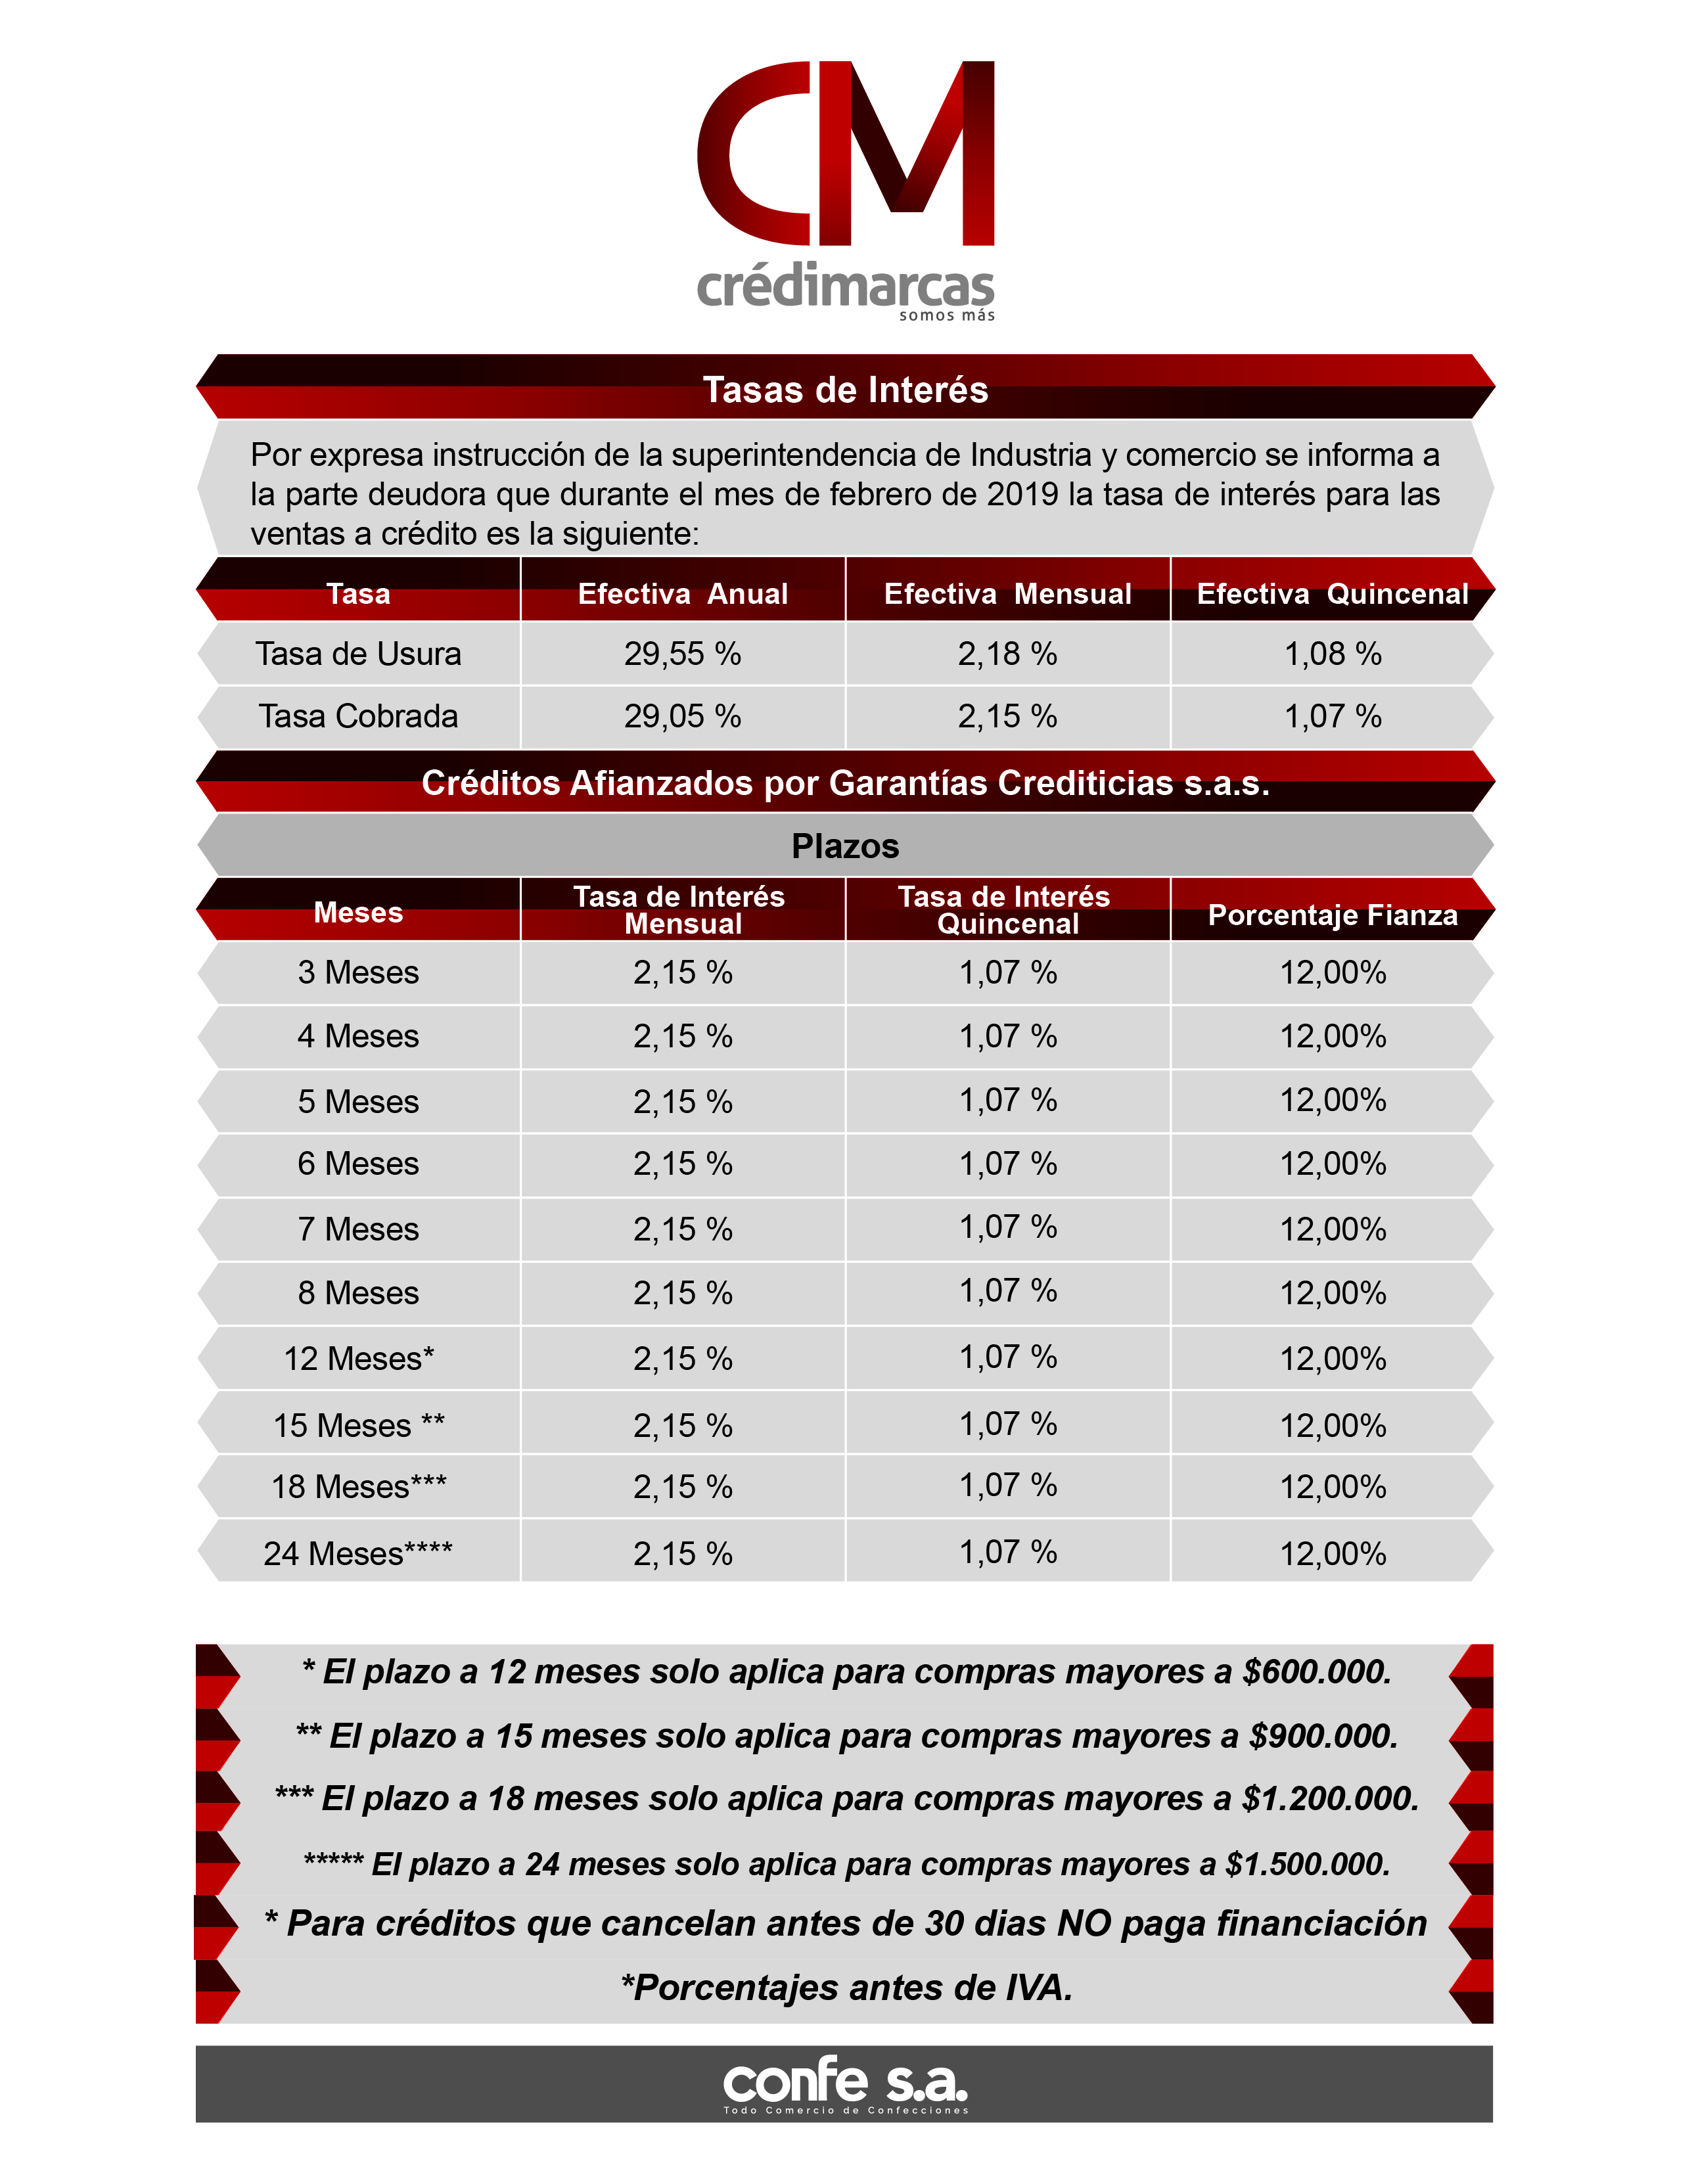 CM
crédimarcas
somos más
Tasas de Interés
Por expresa instrucción de la superintendencia de Industria y comercio se informa a
la parte deudora que durante el mes de febrero de 2019 la tasa de interés para las
ventas a crédito es la siguiente:
Tasa Efectiva Anual Efectiva Mensual Efectiva Quincenal
Tasa de Usura 29,55 % 2,18 % 1,08 %
Tasa Cobrada 29,05 % 2,15 % 1,07 %
Créditos Afianzados por Garantías Crediticias s.a.s.
Plazos
Meses Tasa de Interés Mensual Tasa de Interés Quincenal Porcentaje Fianza
3 Meses 2,15 % 1,07 % 12,00%
4 Meses 2,15 % 1,07 % 12,00%
5 Meses 2,15 % 1,07 % 12,00%
6 Meses 2,15 % 1,07 % 12,00%
7 Meses 2,15 % 1,07 % 12,00%
8 Meses 2,15 % 1,07 % 12,00%
12 Meses* 2,15 % 1,07 % 12,00%
15 Meses ** 2,15 % 1,07 % 12,00%
18 Meses*** 2,15 % 1,07 % 12,00%
24 Meses**** 2,15 % 1,07 % 12,00%
* El plazo a 12 meses solo aplica para compras mayores a $600.000.
** El plazo a 15 meses solo aplica para compras mayores a $900.000.
*** El plazo a 18 meses solo aplica para compras mayores a $1.200.000.
***** El plazo a 24 meses solo aplica para compras mayores a $1.500.000.
* Para créditos que cancelan antes de 30 dias NO paga financiación
*Porcentajes antes de IVA.
confe s.a.
Todo Comercio de Confecciones